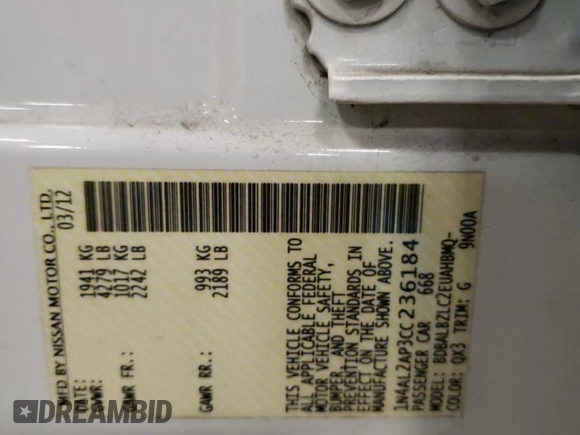 MFD BY NISSAN MOTOR CO., LTD.
DATE: 03/12
GVWR: 1941 KG
4279 LB
GAWR FR: 1017 KG
2242 LB
GAWR RR: 993 KG
2189 LB
THIS VEHICLE CONFORMS TO
ALL APPLICABLE FEDERAL
MOTOR VEHICLE SAFETY,
BUMPER, AND THEFT
PREVENTION STANDARDS IN
EFFECT ON THE DATE OF
MANUFACTURE SHOWN ABOVE.
1N4AL2AP3CC236184
PASSENGER CAR 668
MODEL: BDBALBZLC2EUAHBMQ-
COLOR: QX3 TRIM: G 9N00A
DREAMBID